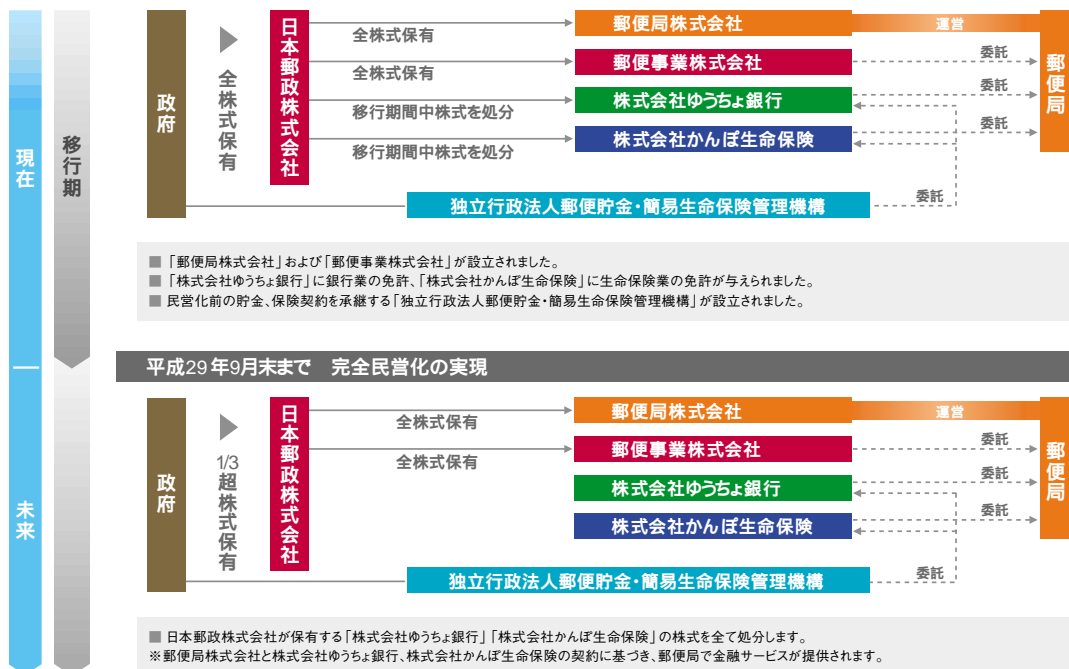 現在
移行期
政府
全株式保有
日本郵政株式会社
全株式保有
全株式保有
移行期間中株式を処分
移行期間中株式を処分
郵便局株式会社
運営
郵便事業株式会社
委託
株式会社ゆうちょ銀行
委託
株式会社かんぽ生命保険
委託
郵便局
独立行政法人郵便貯金・簡易生命保険管理機構
委託
■「郵便局株式会社」および「郵便事業株式会社」が設立されました。
■「株式会社ゆうちょ銀行」に銀行業の免許、「株式会社かんぽ生命保険」に生命保険業の免許が与えられました。
■ 民営化前の貯金、保険契約を承継する「独立行政法人郵便貯金・簡易生命保険管理機構」が設立されました。
平成29年9月末まで　完全民営化の実現
未来
政府
1/3超株式保有
日本郵政株式会社
全株式保有
全株式保有
郵便局株式会社
運営
郵便事業株式会社
委託
株式会社ゆうちょ銀行
委託
株式会社かんぽ生命保険
委託
郵便局
独立行政法人郵便貯金・簡易生命保険管理機構
委託
■ 日本郵政株式会社が保有する「株式会社ゆうちょ銀行」「株式会社かんぽ生命保険」の株式を全て処分します。
※郵便局株式会社と株式会社ゆうちょ銀行、株式会社かんぽ生命保険の契約に基づき、郵便局で金融サービスが提供されます。